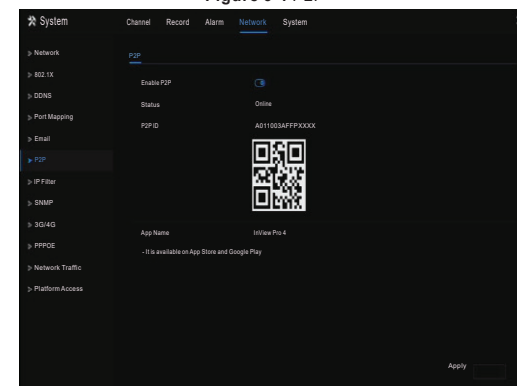 System
Channel Record Alarm Network System
Network
802.1X
DDNS
Port Mapping
Email
P2P
IP Filter
SNMP
3G/4G
PPPOE
Network Traffic
Platform Access
P2P
Enable P2P
Status Online
P2P ID A011003AFFPXXXX
App Name InView Pro 4
- It is available on App Store and Google Play
Apply